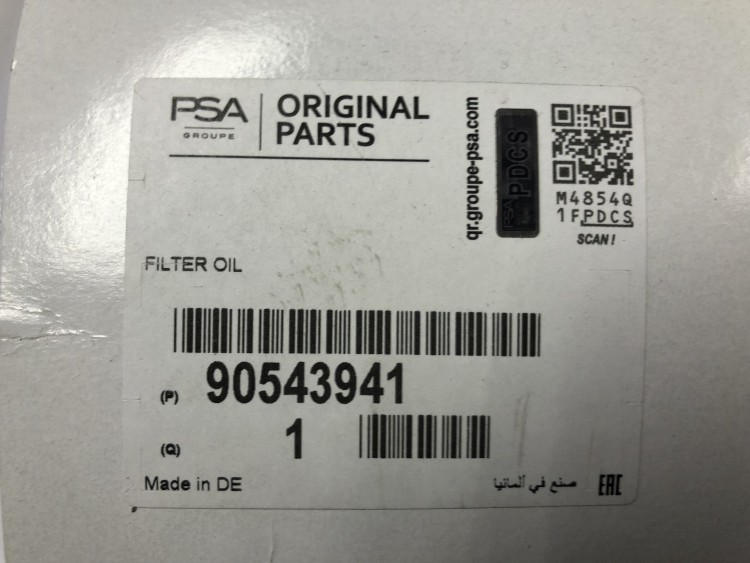 PSA
GROUPE
ORIGINAL
PARTS
qr.groupe-psa.com
PSA PDCS
M4854Q
1FPDCS
SCAN!
FILTER OIL
(P) 90543941
(Q) 1
Made in DE
صنع في ألمانيا
EAC